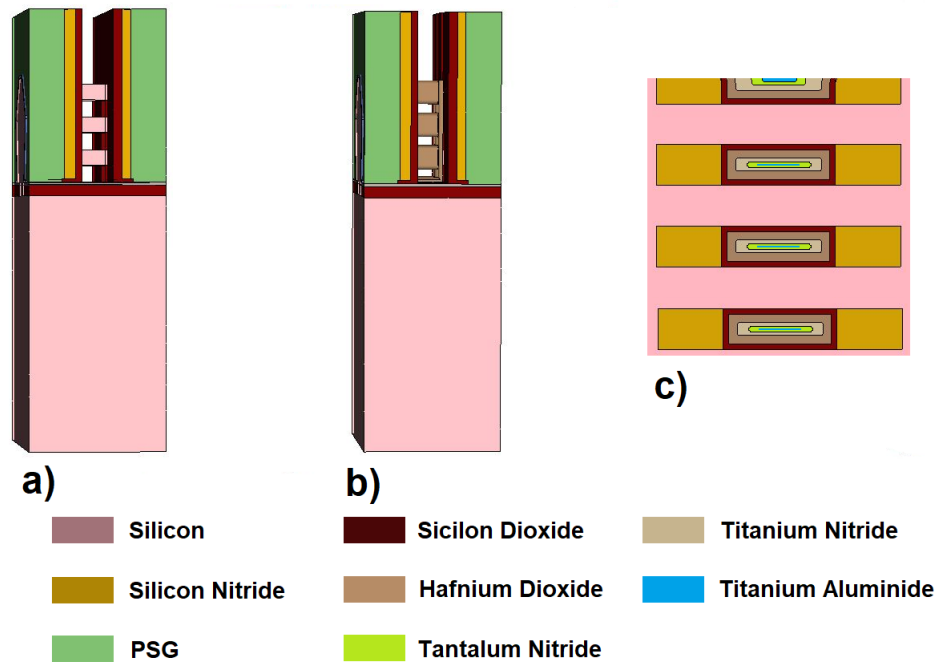 c)
a)
b)
Silicon
Sicilon Dioxide
Titanium Nitride
Silicon Nitride
Hafnium Dioxide
Titanium Aluminide
PSG
Tantalum Nitride